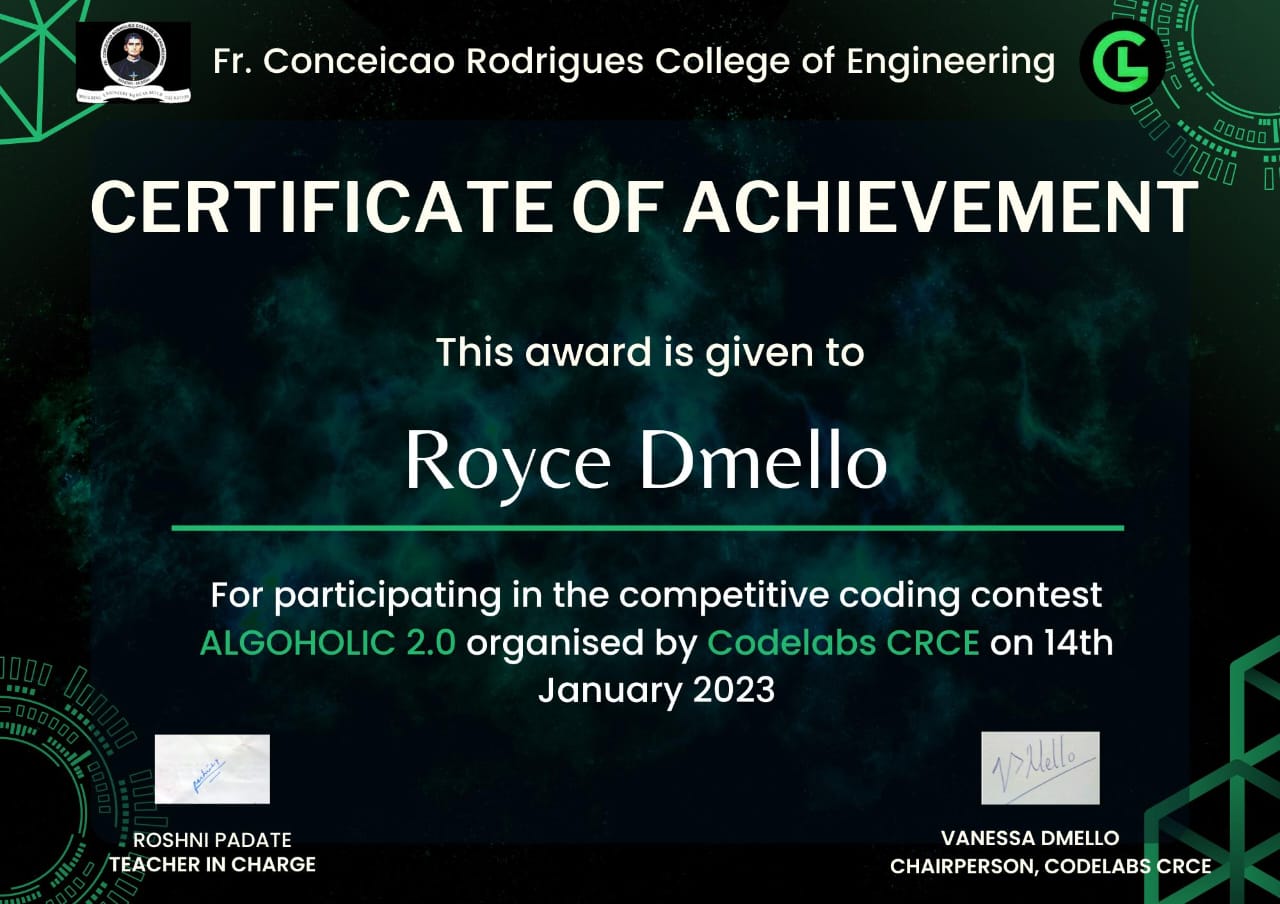 Fr. Conceicao Rodrigues College of Engineering
CERTIFICATE OF ACHIEVEMENT
This award is given to
Royce Dmello
For participating in the competitive coding contest
ALGOHOLIC 2.0 organised by Codelabs CRCE on 14th
January 2023
VMello
ROSHNI PADATE
TEACHER IN CHARGE
VANESSA DMELLO
CHAIRPERSON, CODELABS CRCE